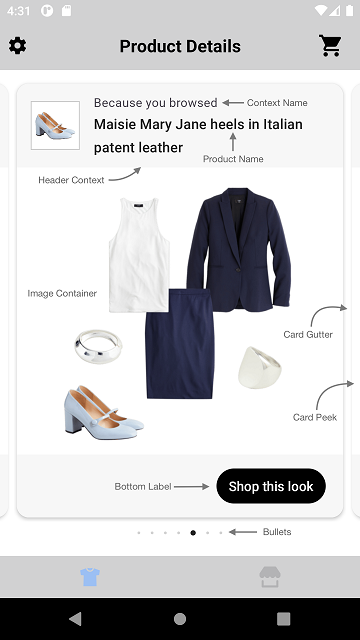 4:31
Product Details
Because you browsed
Context Name
Maisie Mary Jane heels in Italian
patent leather
Product Name
Header Context
Image Container
Card Gutter
Card Peek
Bottom Label
Shop this look
Bullets